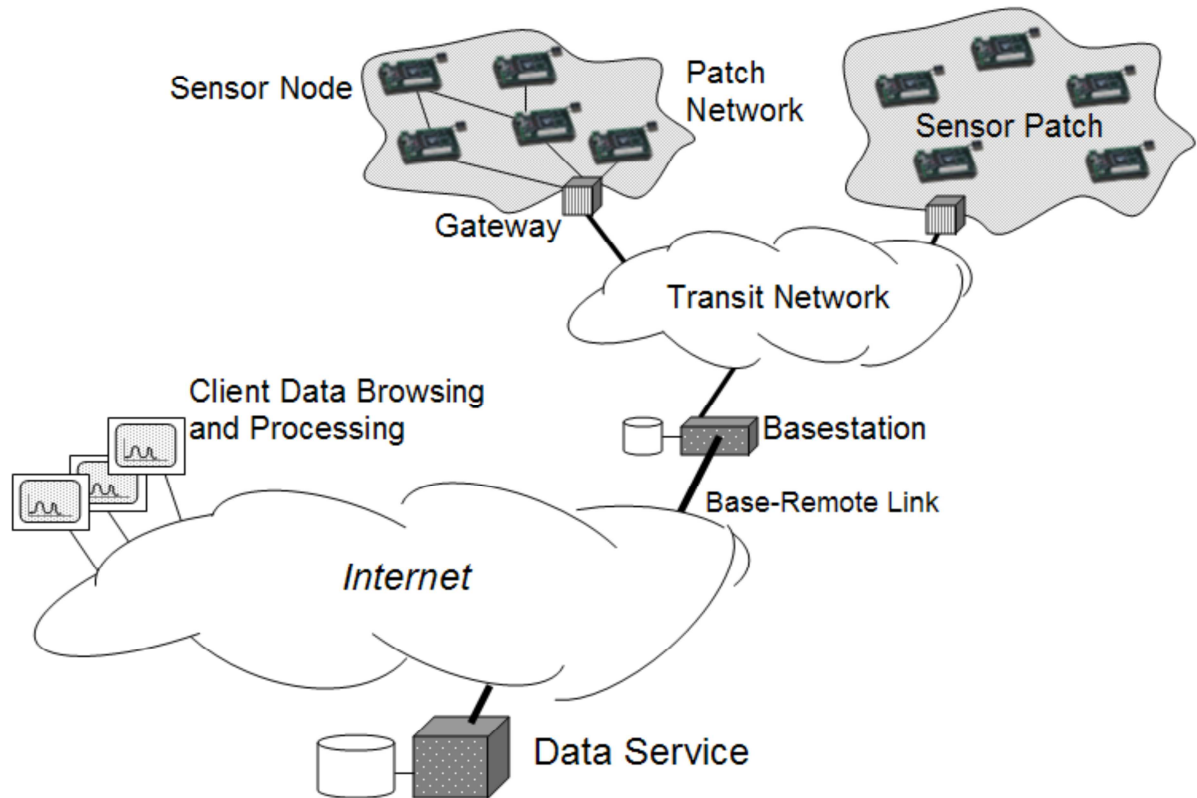 Sensor Node
Patch
Network
Sensor Patch
Gateway
Transit Network
Client Data Browsing
and Processing
Basestation
Base-Remote Link
Internet
Data Service